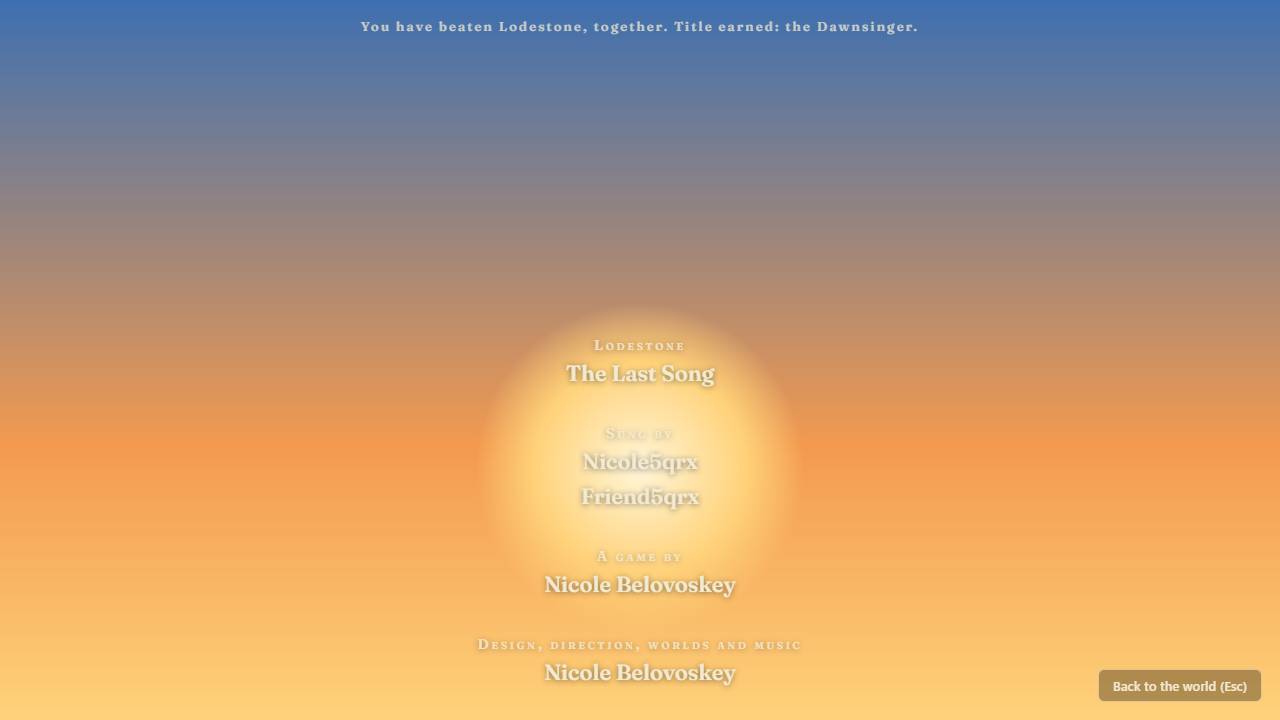 You have beaten Lodestone, together. Title earned: the Dawnsinger.
Lodestone
The Last Song
Sung by
Nicole5qrx
Friend5qrx
A game by
Nicole Belovoskey
Design, direction, worlds and music
Nicole Belovoskey
Back to the world (Esc)